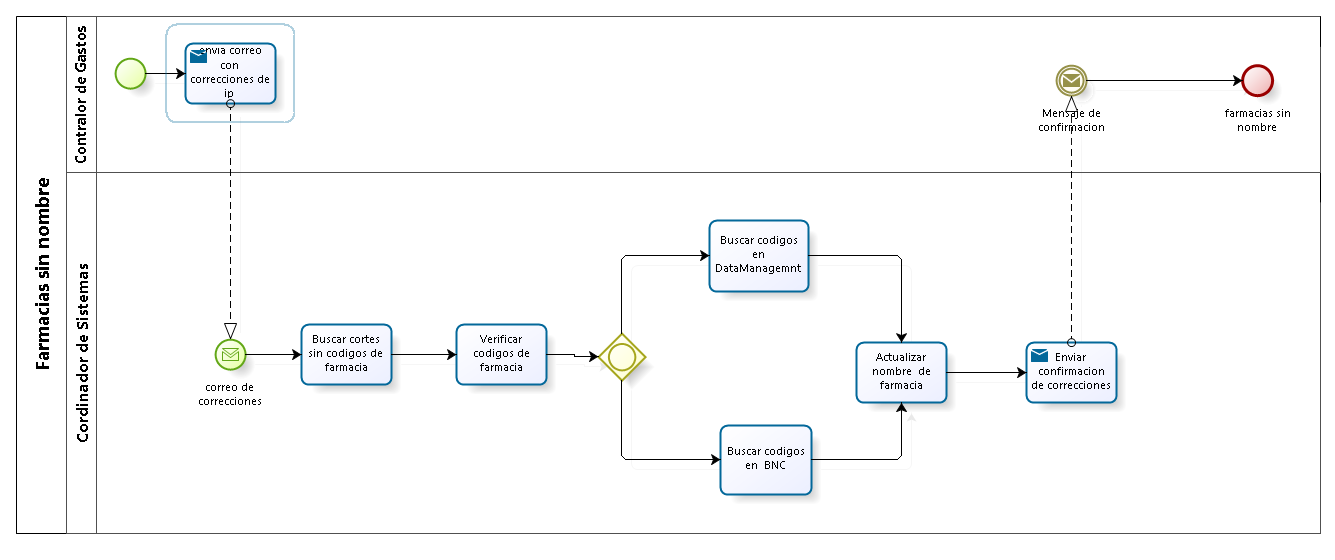 Farmacias sin nombre
Contralor de Gastos
envia correo
con
correcciones de
ip
Mensaje de
confirmacion
farmacias sin
nombre
Cordinador de Sistemas
correo de
correcciones
Buscar cortes
sin codigos de
farmacia
Verificar
codigos de
farmacia
Buscar codigos
en
DataManagemnt
Buscar codigos
en BNC
Actualizar
nombre de
farmacia
Enviar
confirmacion
de correcciones